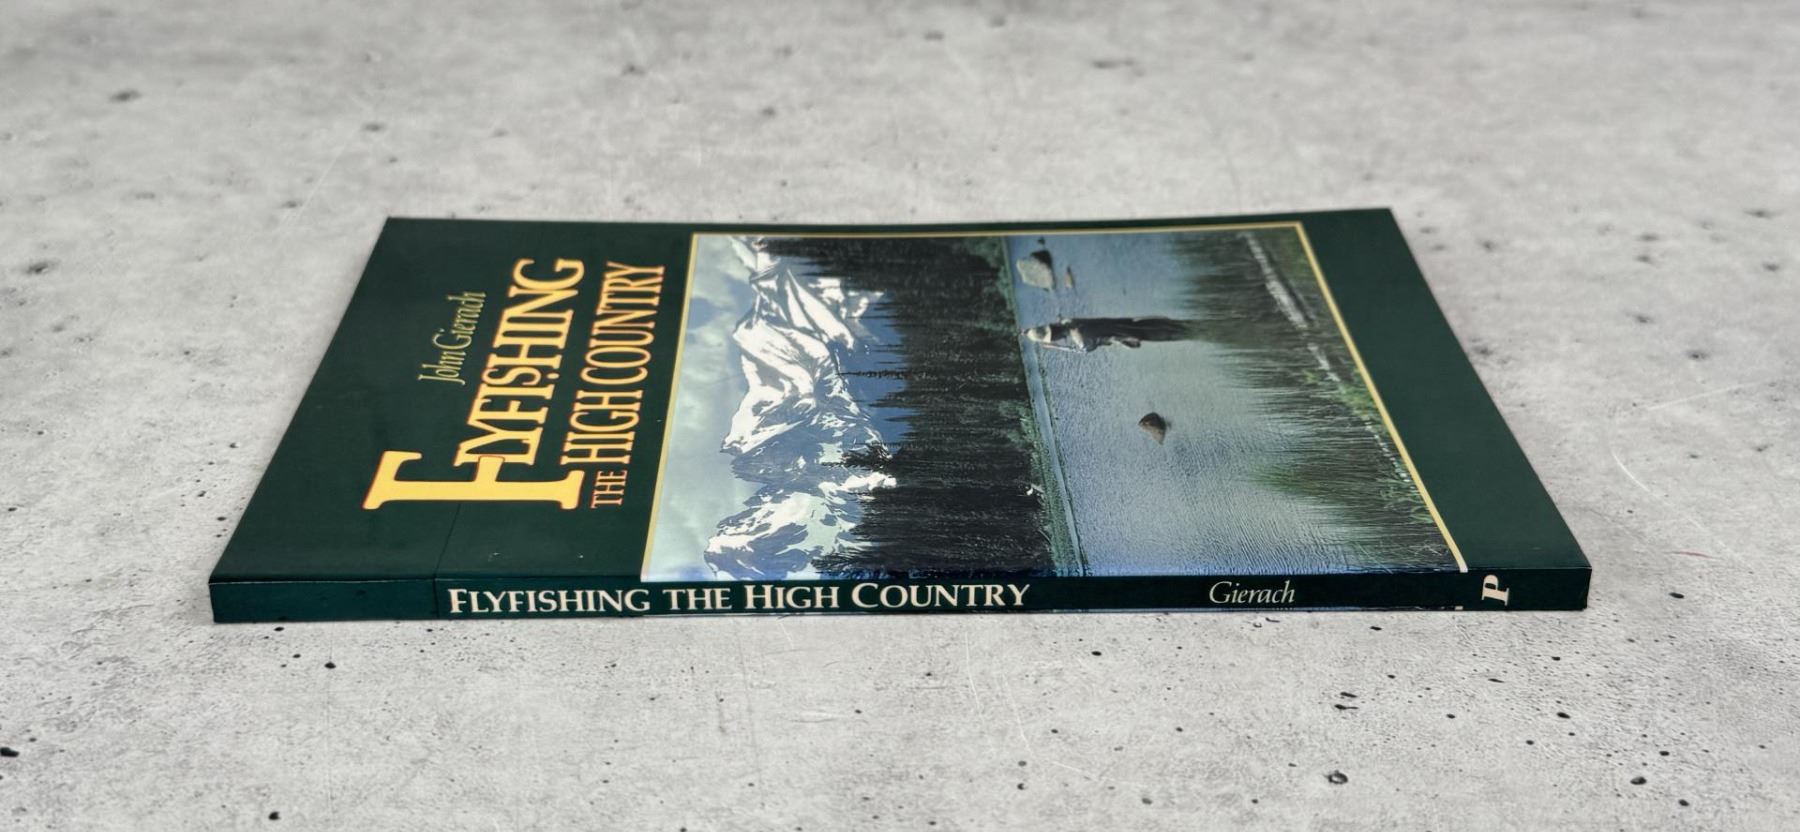 John Gierach
FLYFISHING
THE HIGH COUNTRY
FLYFISHING THE HIGH COUNTRY
Gierach
P